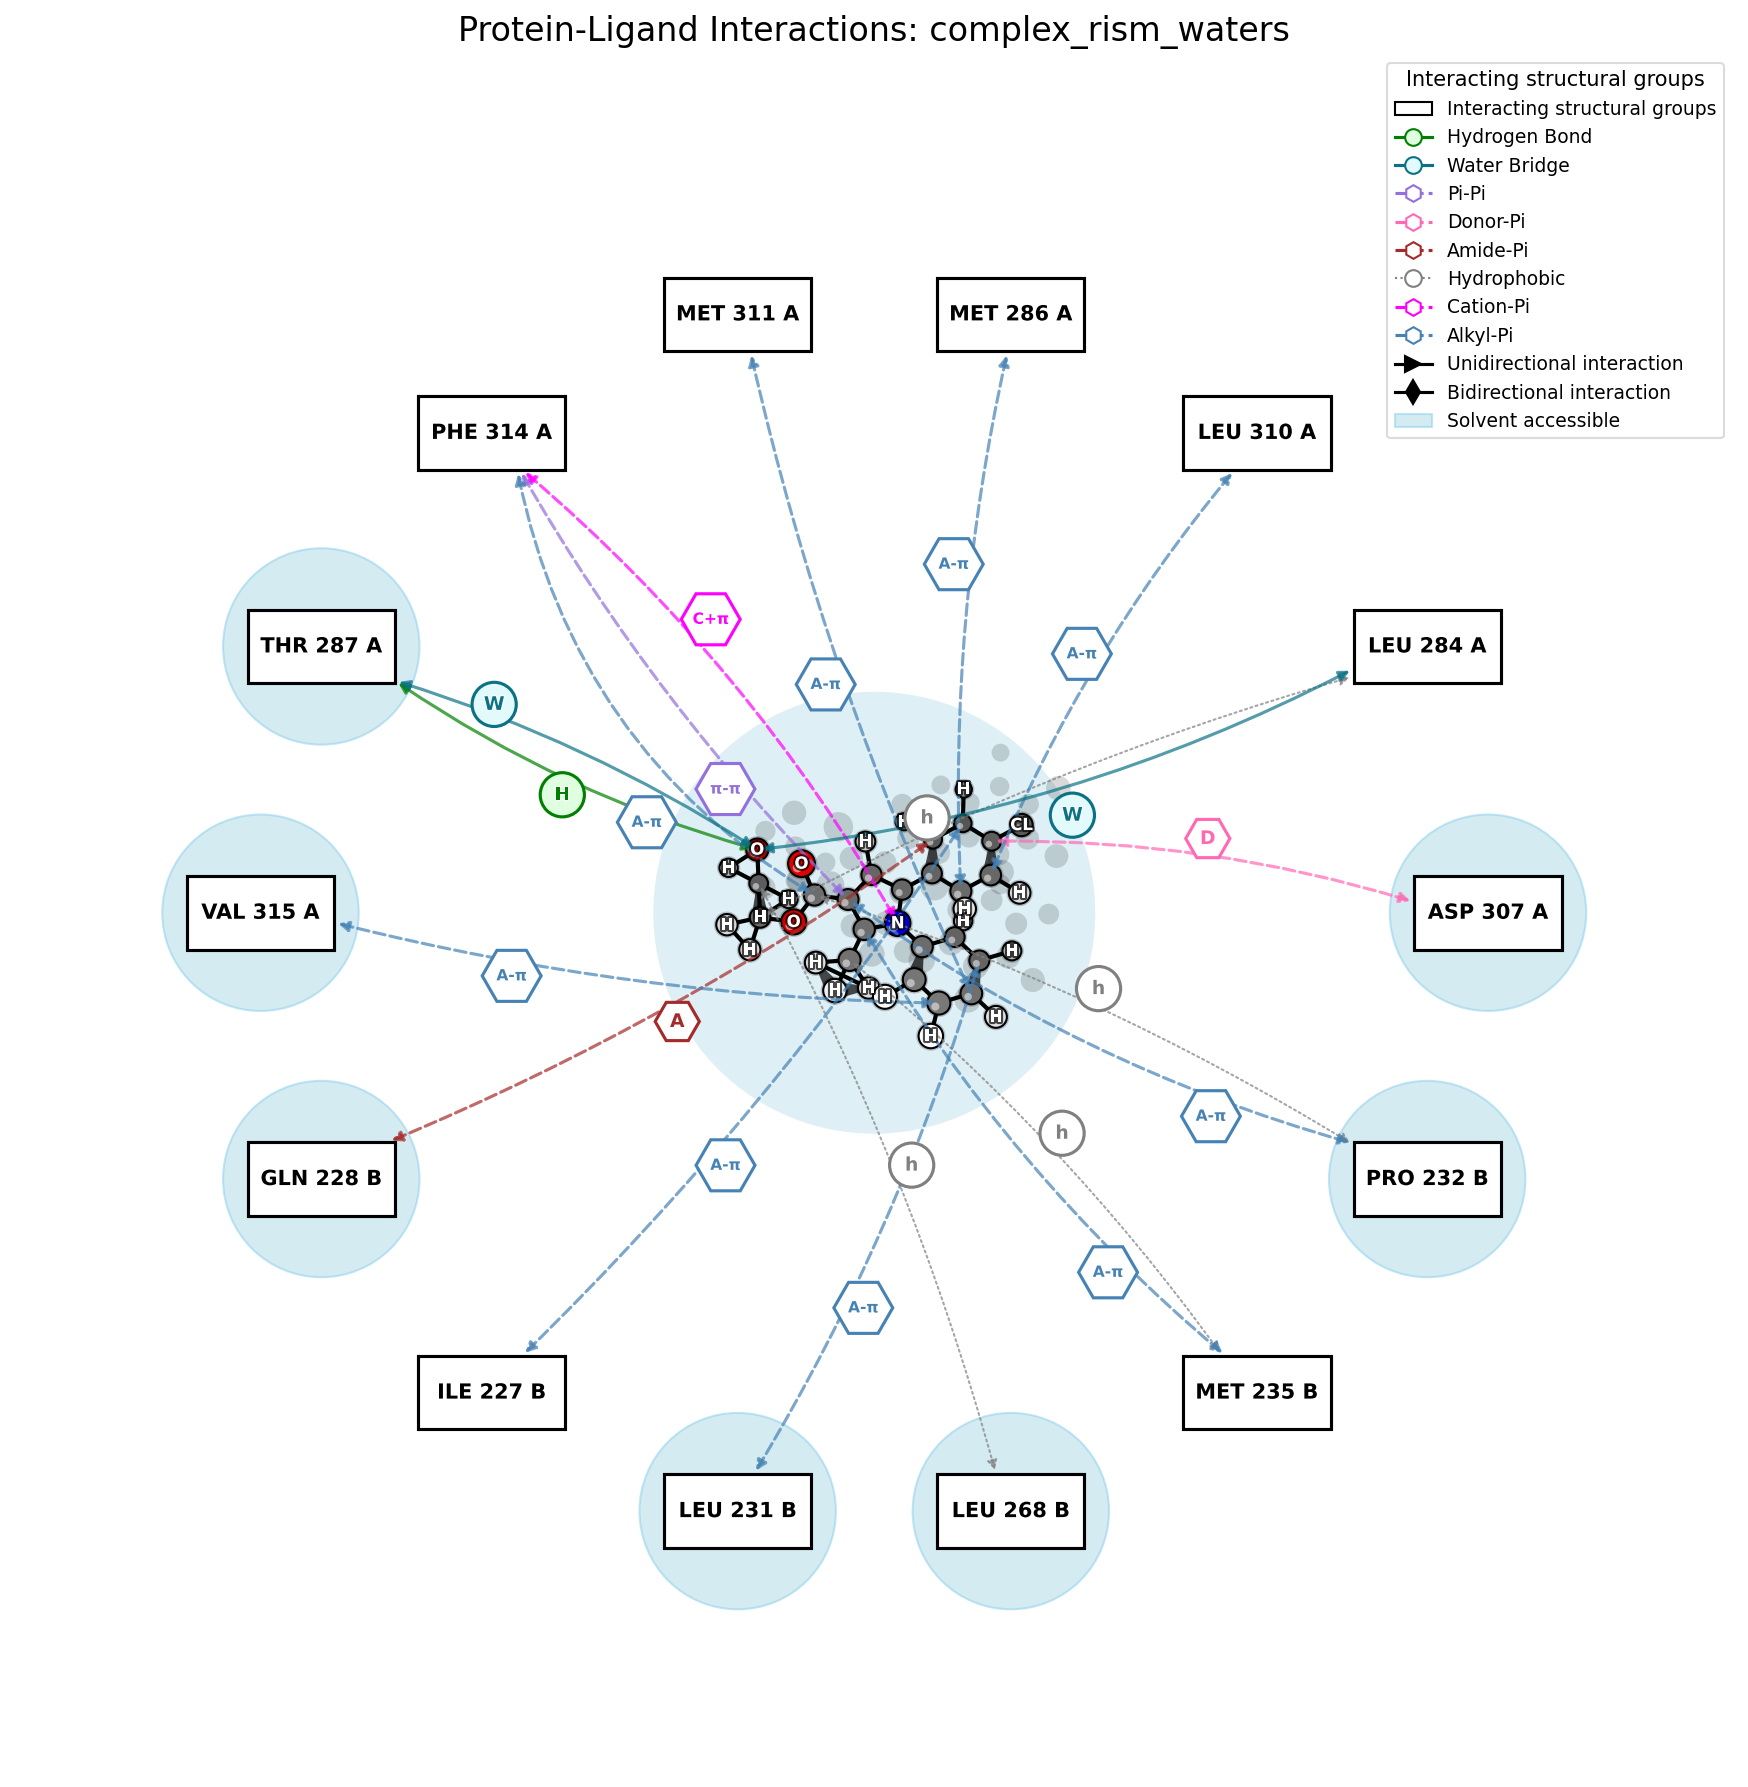 Protein-Ligand Interactions: complex_rism_waters
Interacting structural groups
Interacting structural groups
Hydrogen Bond
Water Bridge
Pi-Pi
Donor-Pi
Amide-Pi
Hydrophobic
Cation-Pi
Alkyl-Pi
Unidirectional interaction
Bidirectional interaction
Solvent accessible
MET 311 A
MET 286 A
PHE 314 A
LEU 310 A
A-π
C+π
THR 287 A
LEU 284 A
A-π
A-π
W
π-π
H
H
A-π
h
W
H
CL
D
H
O
O
H
H
H
VAL 315 A
ASP 307 A
H
H
O
N
H
H
H
H
A-π
H
H
H
H
h
H
A
H
A-π
h
GLN 228 B
A-π
h
PRO 232 B
A-π
A-π
ILE 227 B
MET 235 B
LEU 231 B
LEU 268 B